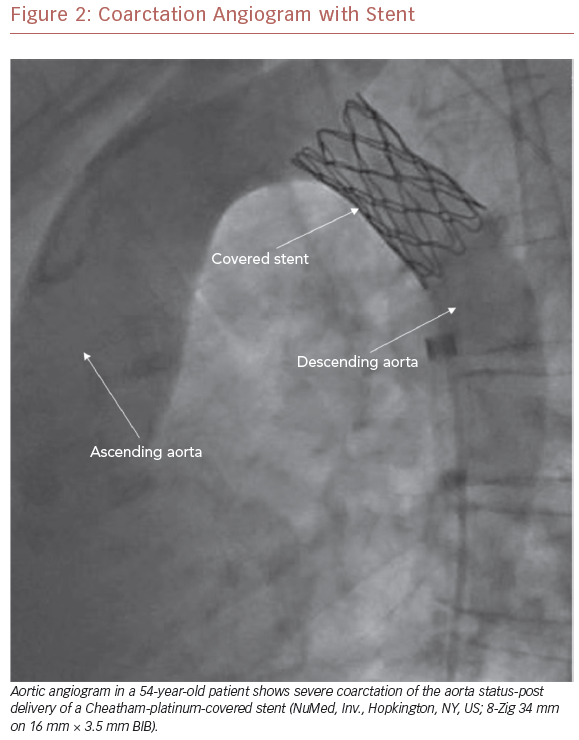 Figure 2: Coarctation Angiogram with Stent
Covered stent
Descending aorta
Ascending aorta
Aortic angiogram in a 54-year-old patient shows severe coarctation of the aorta status-post
delivery of a Cheatham-platinum-covered stent (NuMed, Inv., Hopkington, NY, US; 8-Zig 34 mm
on 16 mm × 3.5 mm BIB).